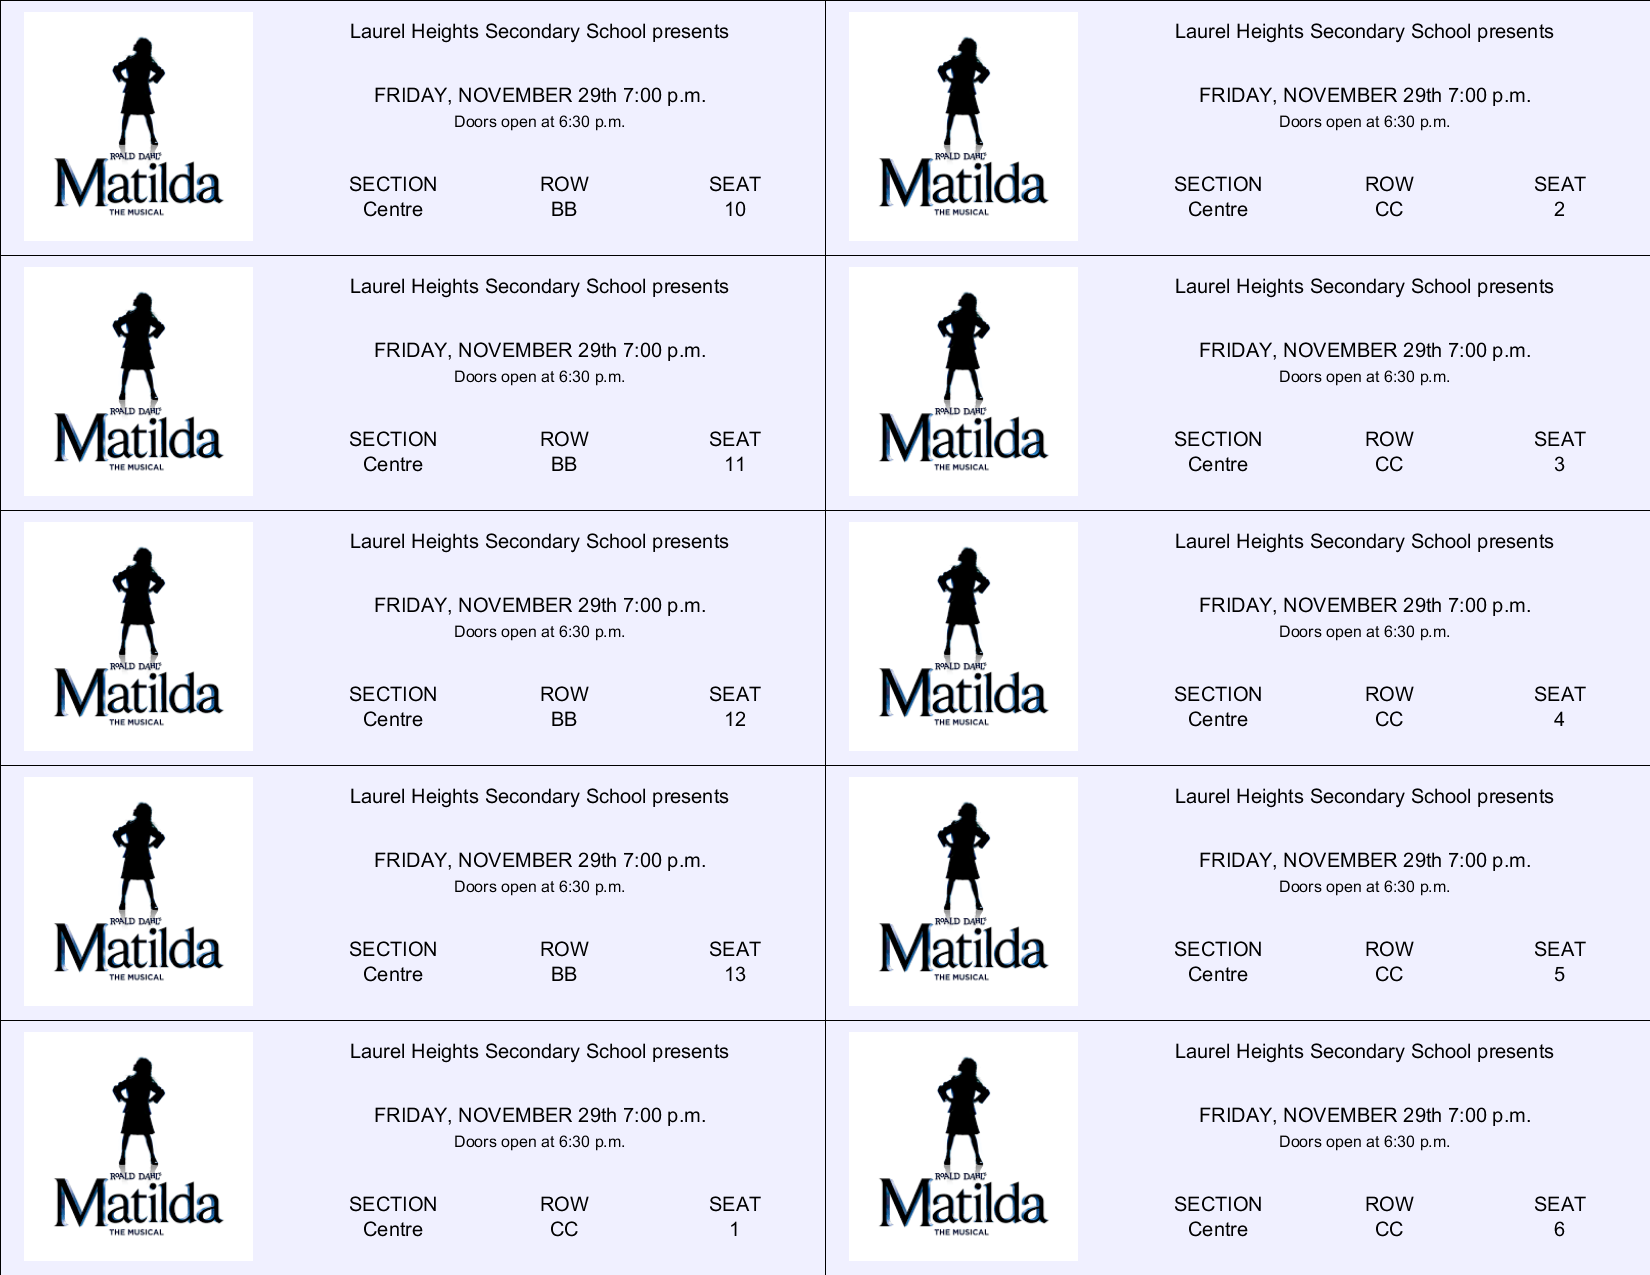 Laurel Heights Secondary School presents
FRIDAY, NOVEMBER 29th 7:00 p.m.
Doors open at 6:30 p.m.
ROALD DAHL'S
Matilda
THE MUSICAL
SECTION ROW SEAT
Centre BB 10
Laurel Heights Secondary School presents
FRIDAY, NOVEMBER 29th 7:00 p.m.
Doors open at 6:30 p.m.
ROALD DAHL'S
Matilda
THE MUSICAL
SECTION ROW SEAT
Centre CC 2
Laurel Heights Secondary School presents
FRIDAY, NOVEMBER 29th 7:00 p.m.
Doors open at 6:30 p.m.
ROALD DAHL'S
Matilda
THE MUSICAL
SECTION ROW SEAT
Centre BB 11
Laurel Heights Secondary School presents
FRIDAY, NOVEMBER 29th 7:00 p.m.
Doors open at 6:30 p.m.
ROALD DAHL'S
Matilda
THE MUSICAL
SECTION ROW SEAT
Centre CC 3
Laurel Heights Secondary School presents
FRIDAY, NOVEMBER 29th 7:00 p.m.
Doors open at 6:30 p.m.
ROALD DAHL'S
Matilda
THE MUSICAL
SECTION ROW SEAT
Centre BB 12
Laurel Heights Secondary School presents
FRIDAY, NOVEMBER 29th 7:00 p.m.
Doors open at 6:30 p.m.
ROALD DAHL'S
Matilda
THE MUSICAL
SECTION ROW SEAT
Centre CC 4
Laurel Heights Secondary School presents
FRIDAY, NOVEMBER 29th 7:00 p.m.
Doors open at 6:30 p.m.
ROALD DAHL'S
Matilda
THE MUSICAL
SECTION ROW SEAT
Centre BB 13
Laurel Heights Secondary School presents
FRIDAY, NOVEMBER 29th 7:00 p.m.
Doors open at 6:30 p.m.
ROALD DAHL'S
Matilda
THE MUSICAL
SECTION ROW SEAT
Centre CC 5
Laurel Heights Secondary School presents
FRIDAY, NOVEMBER 29th 7:00 p.m.
Doors open at 6:30 p.m.
ROALD DAHL'S
Matilda
THE MUSICAL
SECTION ROW SEAT
Centre CC 1
Laurel Heights Secondary School presents
FRIDAY, NOVEMBER 29th 7:00 p.m.
Doors open at 6:30 p.m.
ROALD DAHL'S
Matilda
THE MUSICAL
SECTION ROW SEAT
Centre CC 6